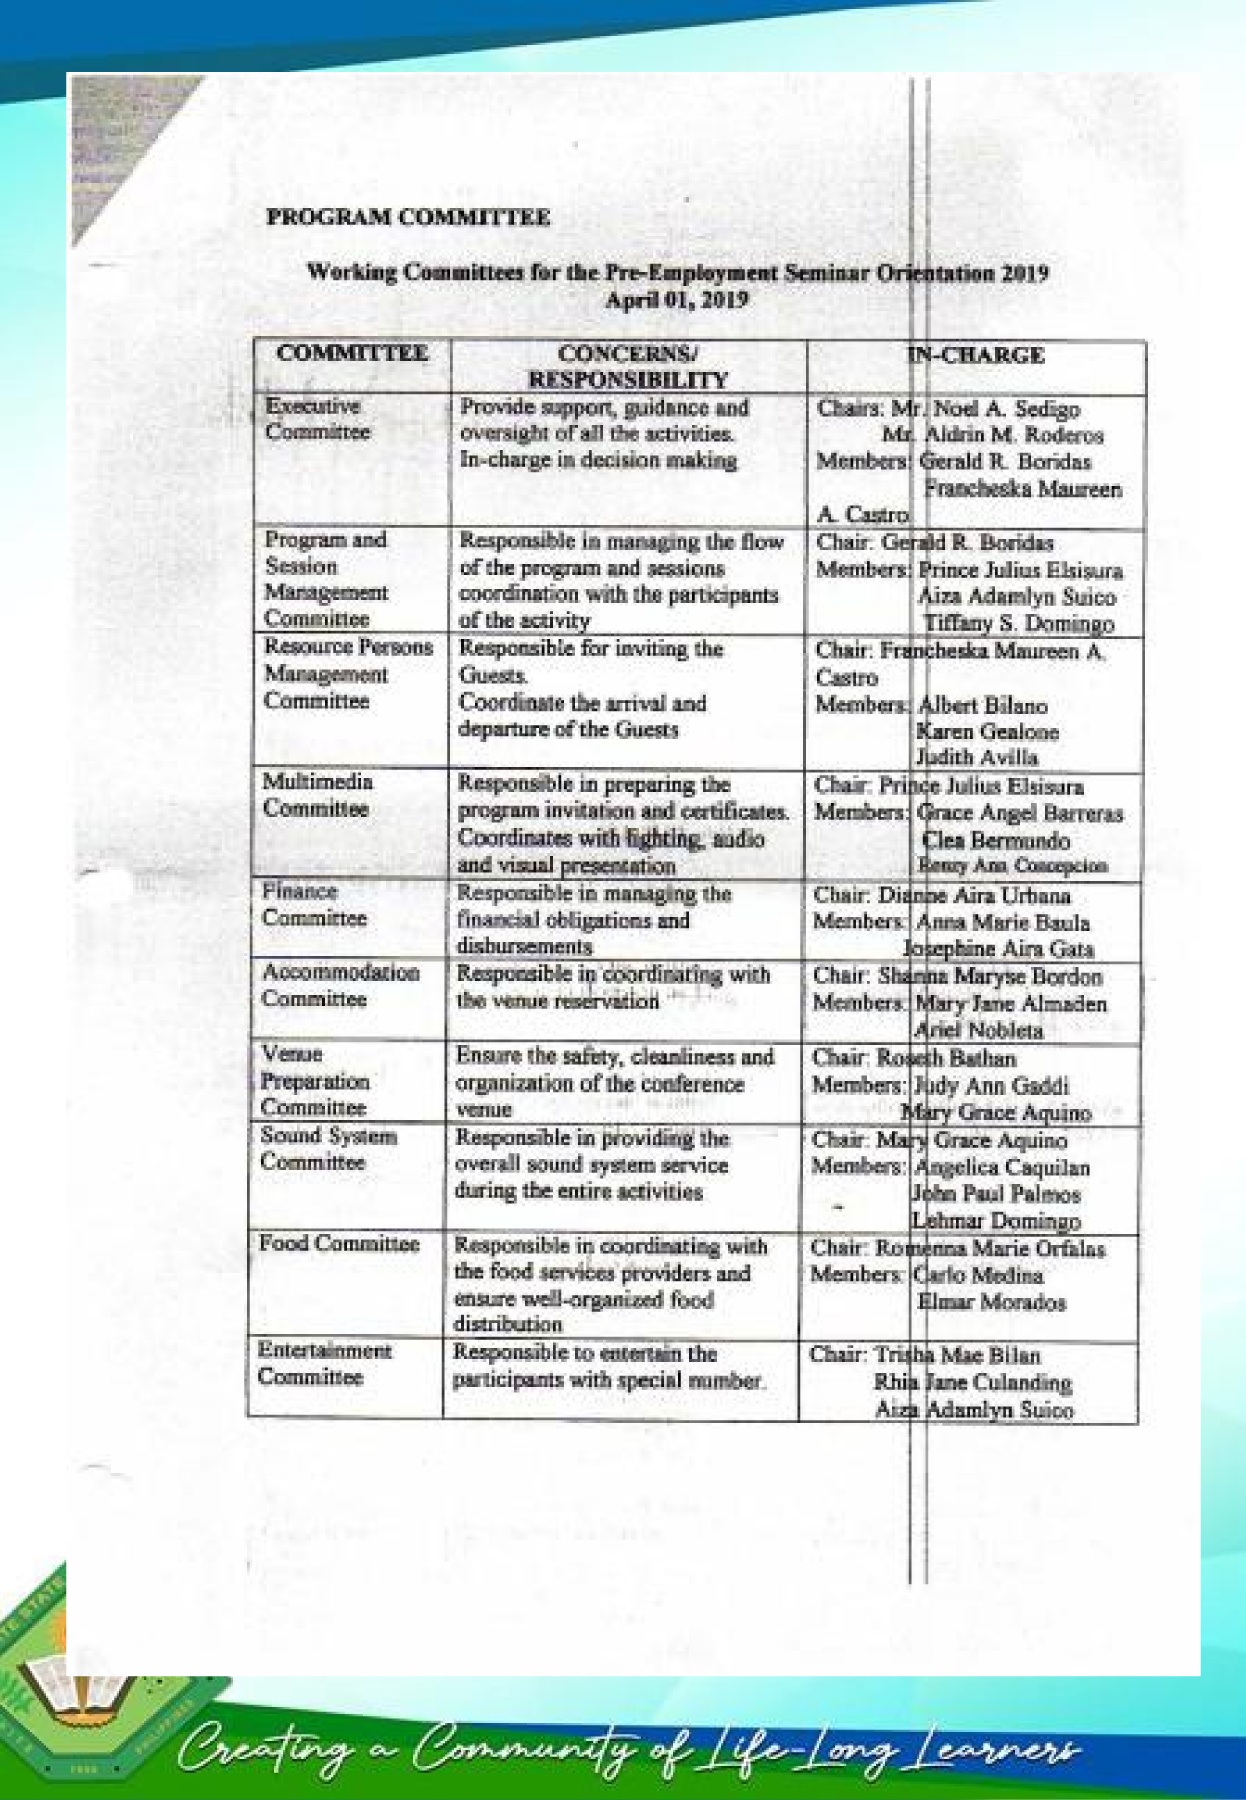 PROGRAM COMMITTEE
Working Committees for the Pre-Employment Seminar Orientation 2019
April 01, 2019
COMMITTEE
CONCERNS/
RESPONSIBILITY
IN-CHARGE
Executive
Committee
Provide support, guidance and
oversight of all the activities.
In-charge in decision making
Chairs: Mr. Noel A. Sedigo
Mr. Aldrin M. Roderos
Members: Gerald R. Boridas
Francheska Maureen
A. Castro
Program and
Session
Management
Committee
Responsible in managing the flow
of the program and sessions
coordination with the participants
of the activity
Chair: Gerald R. Boridas
Members: Prince Julius Elsisura
Aiza Adamlyn Suico
Tiffany S. Domingo
Resource Persons
Management
Committee
Responsible for inviting the
Guests.
Coordinate the arrival and
departure of the Guests
Chair: Francheska Maureen A.
Castro
Members: Albert Bilano
Karen Gealone
Judith Avilla
Multimedia
Committee
Responsible in preparing the
program invitation and certificates.
Coordinates with lighting, audio
and visual presentation
Chair: Prince Julius Elsisura
Members: Grace Angel Barreras
Clea Bermundo
Ann Concepcion
Finance
Committee
Responsible in managing the
financial obligations and
disbursements
Chair: Dianne Aira Urbana
Members: Anna Marie Baula
Josephine Aira Gata
Accommodation
Committee
Responsible in coordinating with
the venue reservation
Chair: Shanna Maryse Bordon
Members: Mary Jane Almaden
Ariel Nobleta
Venue
Preparation
Committee
Ensure the safety, cleanliness and
organization of the conference
venue
Chair: Roseth Bathan
Members: Judy Ann Gaddi
Mary Grace Aquino
Sound System
Committee
Responsible in providing the
overall sound system service
during the entire activities
Chair: Mary Grace Aquino
Members: Angelica Caquilan
John Paul Palmos
Lehmar Domingo
Food Committee
Responsible in coordinating with
the food services providers and
ensure well-organized food
distribution
Chair: Romenna Marie Orfalas
Members: Carlo Medina
Elmar Morados
Entertainment
Committee
Responsible to entertain the
participants with special number.
Chair: Trisha Mae Bilan
Rhia Jane Culanding
Aiza Adamlyn Suico
Creating a Community of Life-Long Learners